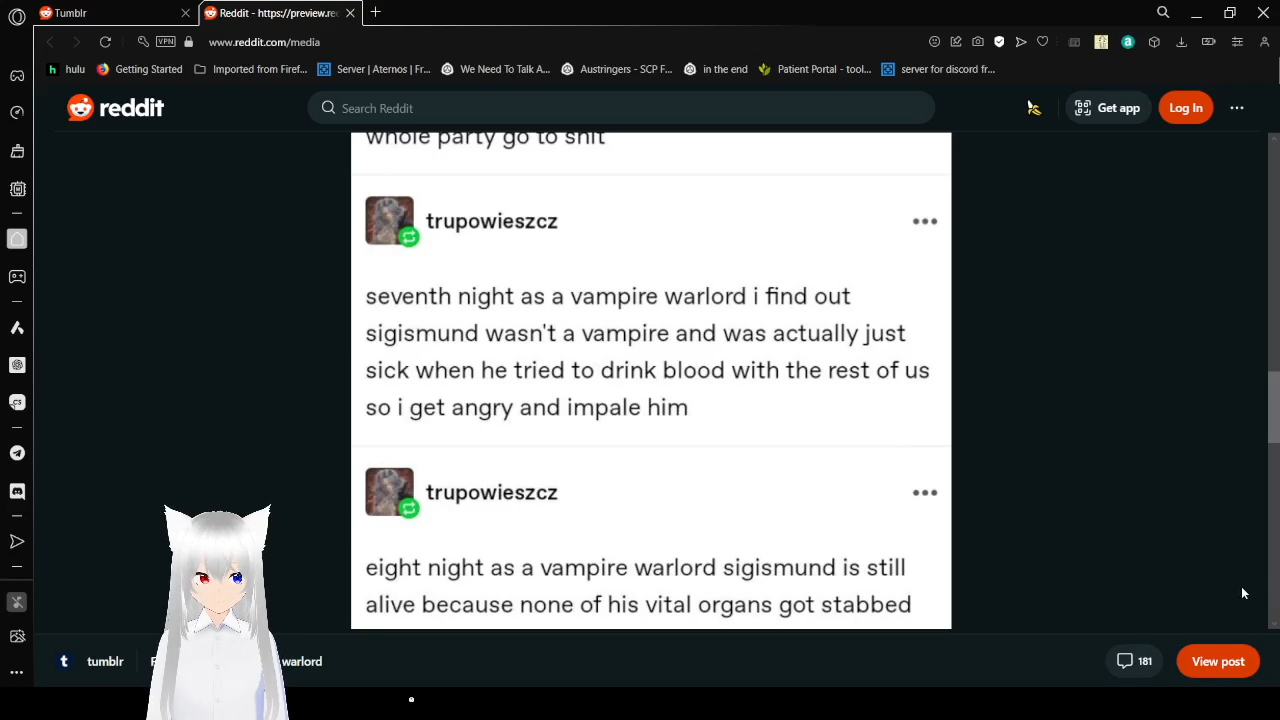 Tumblr
Reddit - https://preview.re
VPN
www.reddit.com/media
hulu
Getting Started
Imported from Firef...
Server | Aternos | Fr...
We Need To Talk A...
Austringers - SCP F...
in the end
Patient Portal - tool...
server for discord fr...
reddit
Search Reddit
Get app
Log In
whole party go to shit
trupowieszcz
seventh night as a vampire warlord i find out
sigismund wasn't a vampire and was actually just
sick when he tried to drink blood with the rest of us
so i get angry and impale him
trupowieszcz
eight night as a vampire warlord sigismund is still
alive because none of his vital organs got stabbed
tumblr
warlord
181
View post